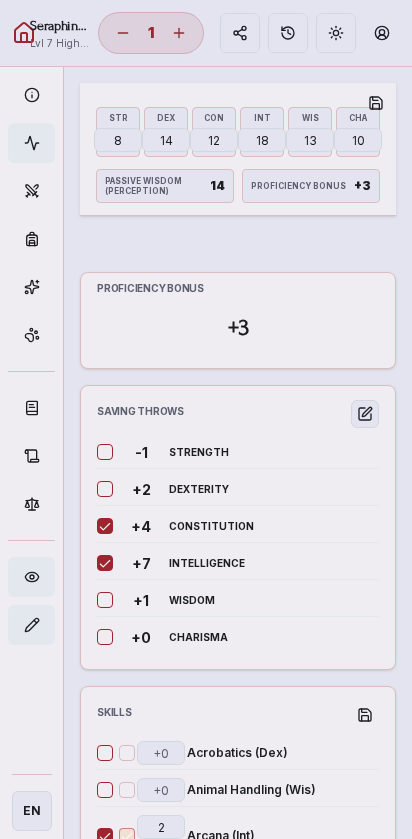 Seraphin...
Lvl 7 High...
1
STR
DEX
CON
INT
WIS
CHA
8
14
12
18
13
10
PASSIVE WISDOM
(PERCEPTION)
14
PROFICIENCY BONUS
+3
PROFICIENCY BONUS
+3
SAVING THROWS
-1 STRENGTH
+2 DEXTERITY
+4 CONSTITUTION
+7 INTELLIGENCE
+1 WISDOM
+0 CHARISMA
SKILLS
+0 Acrobatics (Dex)
+0 Animal Handling (Wis)
2
Arcana (Int)
EN